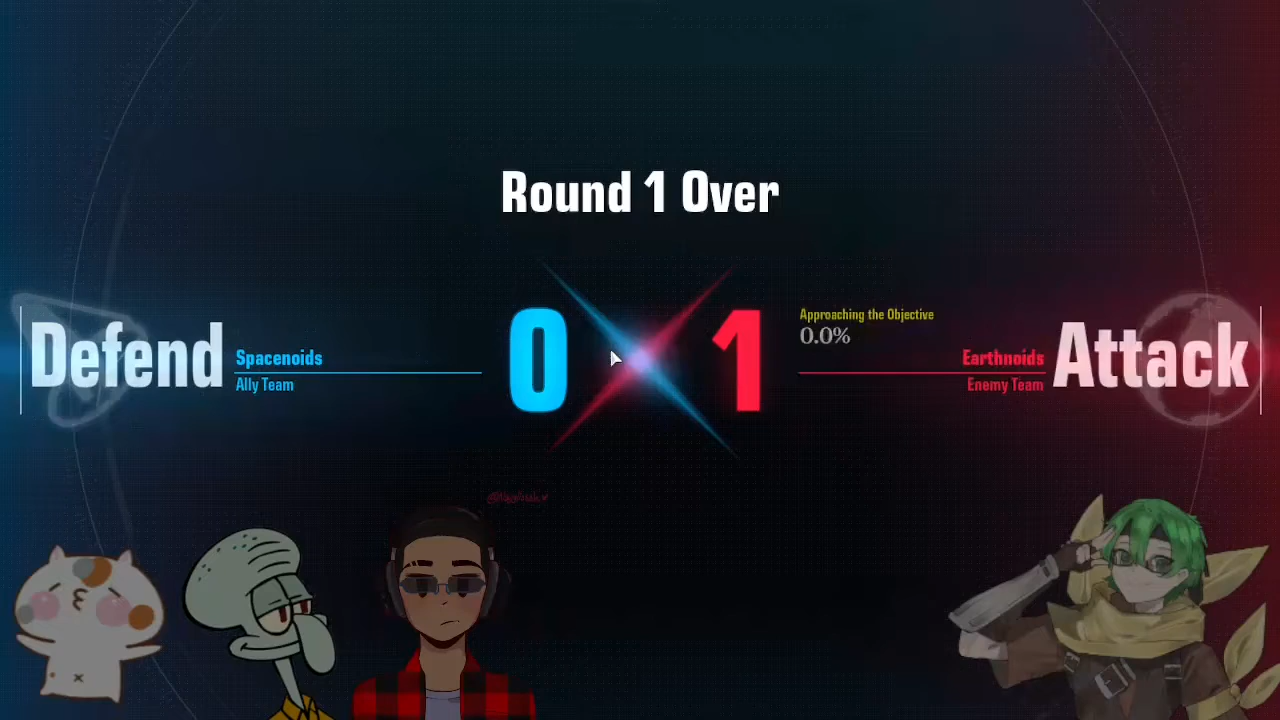 Round 1 Over
Defend
Spacenoids
Ally Team
0
1
Approaching the Objective
0.0%
Earthnoids
Enemy Team
Attack